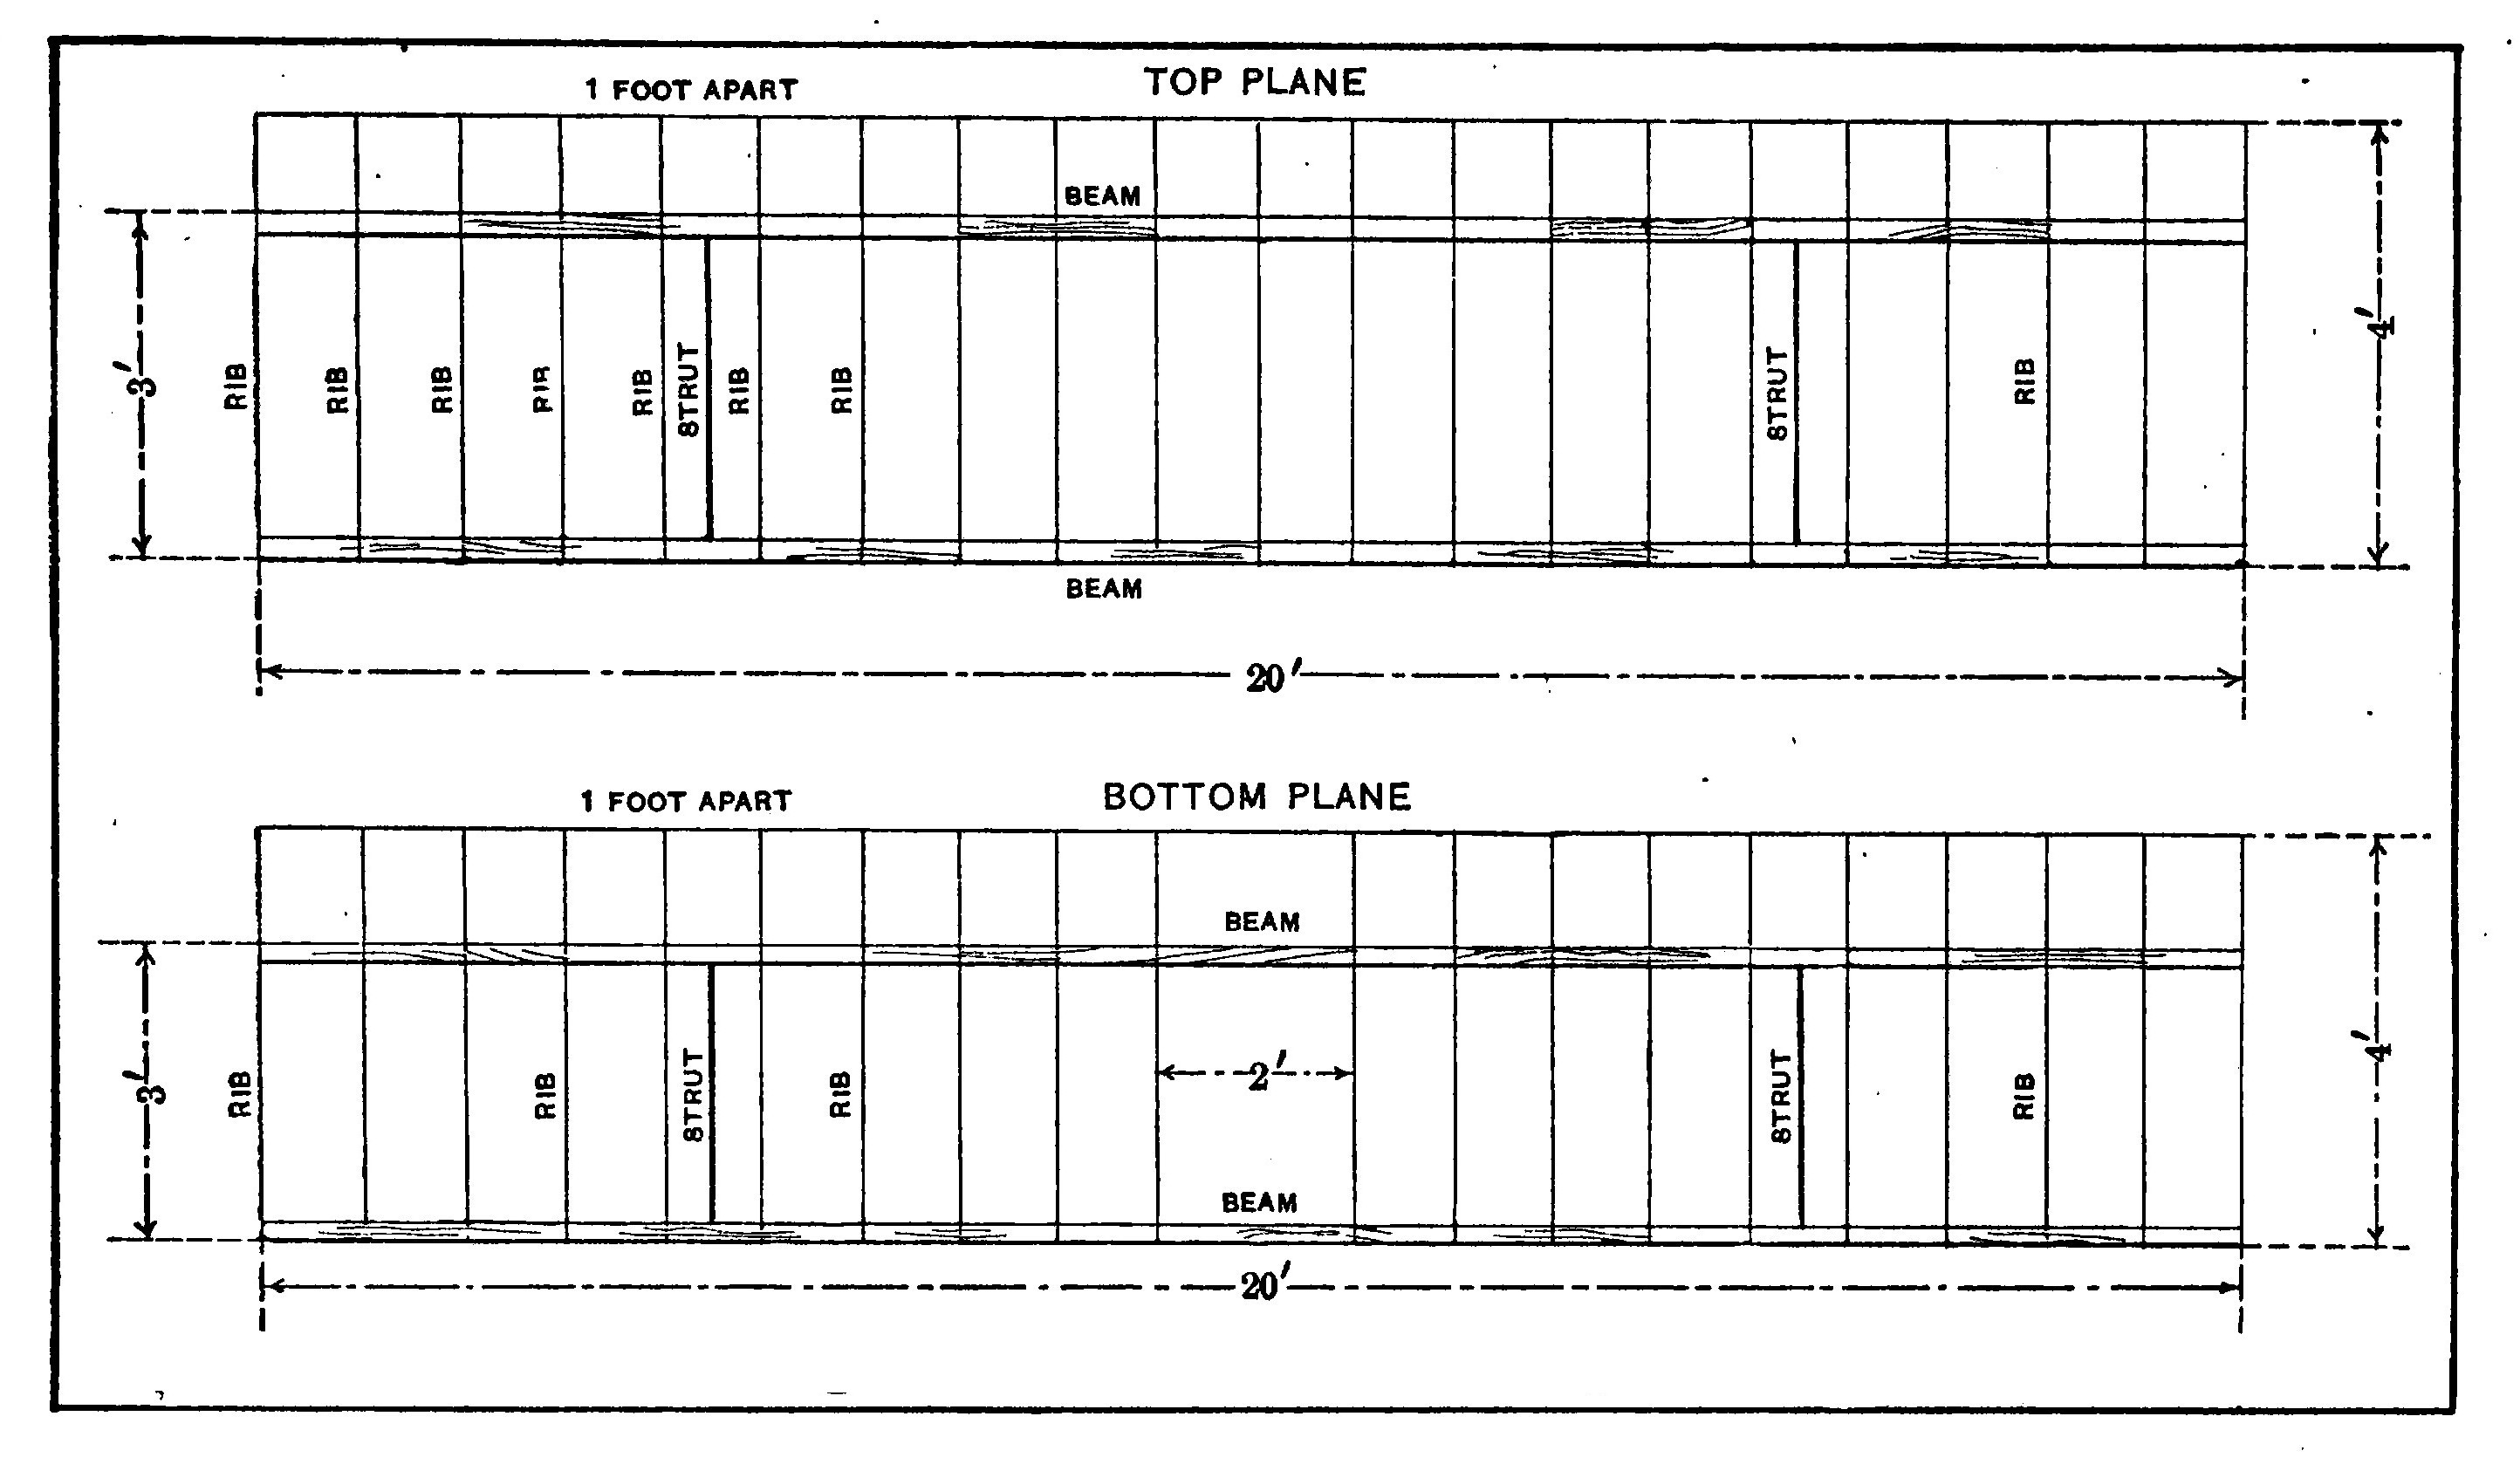 1 FOOT APART
TOP PLANE
BEAM
3′
RIB
RIB
RIB
RIB
RIB
STRUT
RIB
RIB
STRUT
RIB
4′
BEAM
20′
1 FOOT APART
BOTTOM PLANE
BEAM
3′
RIB
RIB
STRUT
RIB
2′
STRUT
RIB
4′
BEAM
20′